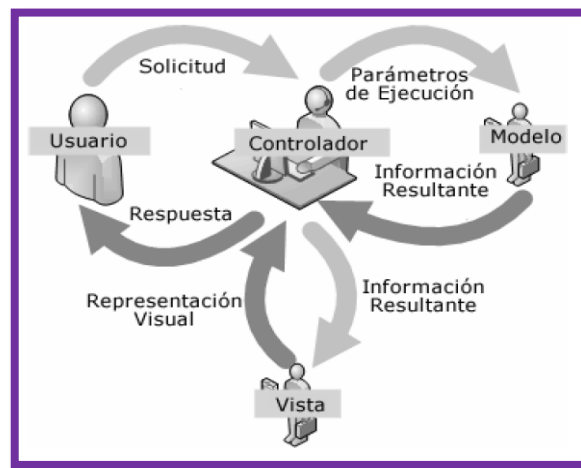 Solicitud
Parámetros
de Ejecución
Usuario
Controlador
Modelo
Información
Resultante
Respuesta
Representación
Visual
Información
Resultante
Vista